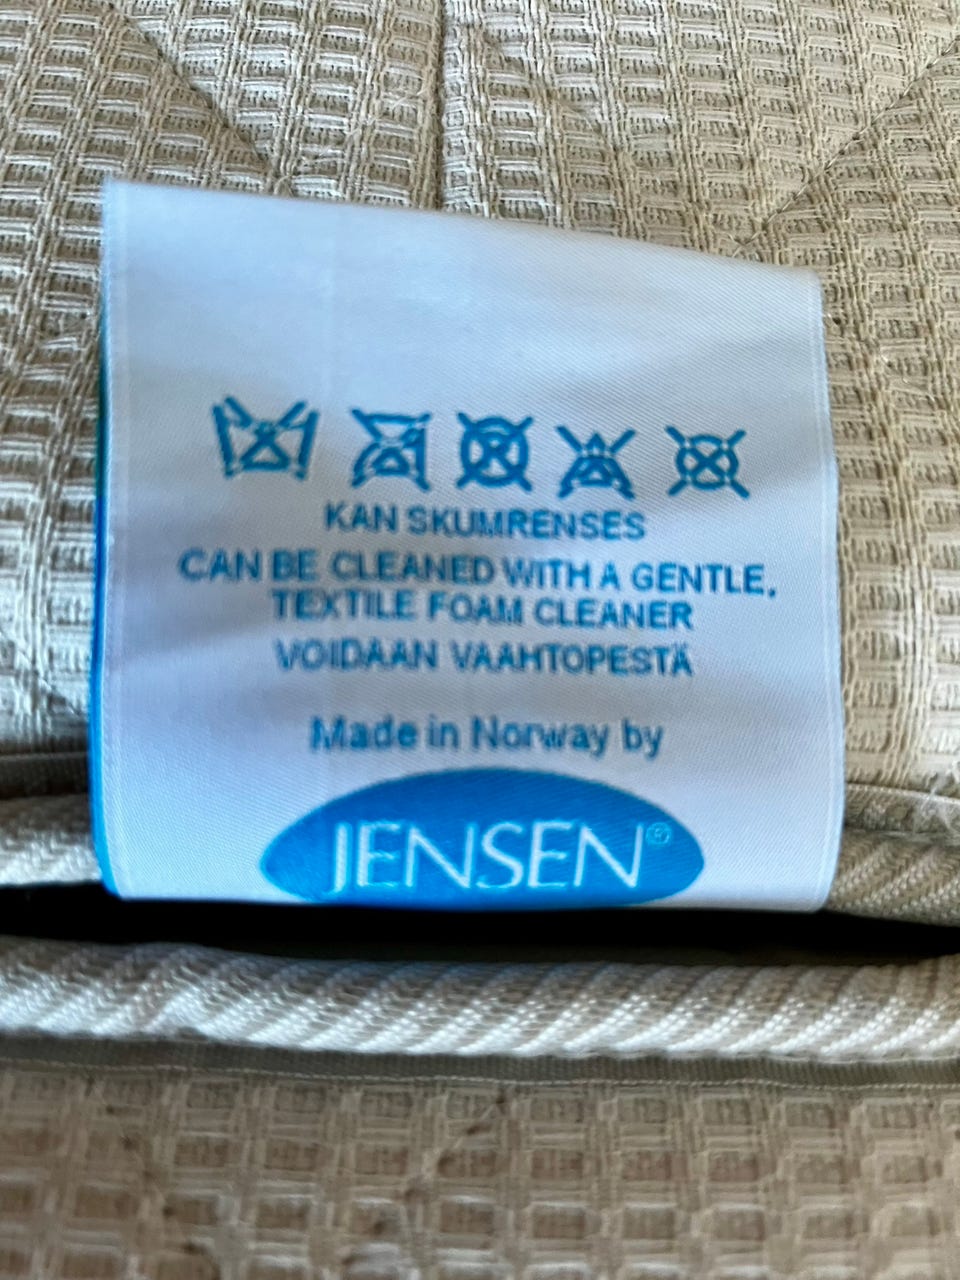 KAN SKUMRENSES
CAN BE CLEANED WITH A GENTLE,
TEXTILE FOAM CLEANER
VOIDAAN VAAHTOPESTÄ
Made in Norway by
JENSEN®